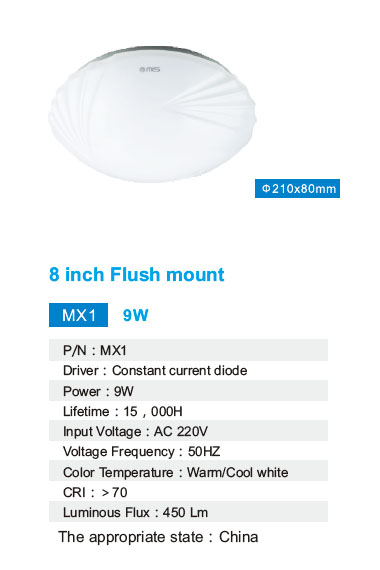 MS
Φ210x80mm
8 inch Flush mount
MX1 9W
P/N：MX1
Driver：Constant current diode
Power：9W
Lifetime：15，000H
Input Voltage：AC 220V
Voltage Frequency：50HZ
Color Temperature：Warm/Cool white
CRI：＞70
Luminous Flux：450 Lm
The appropriate state：China